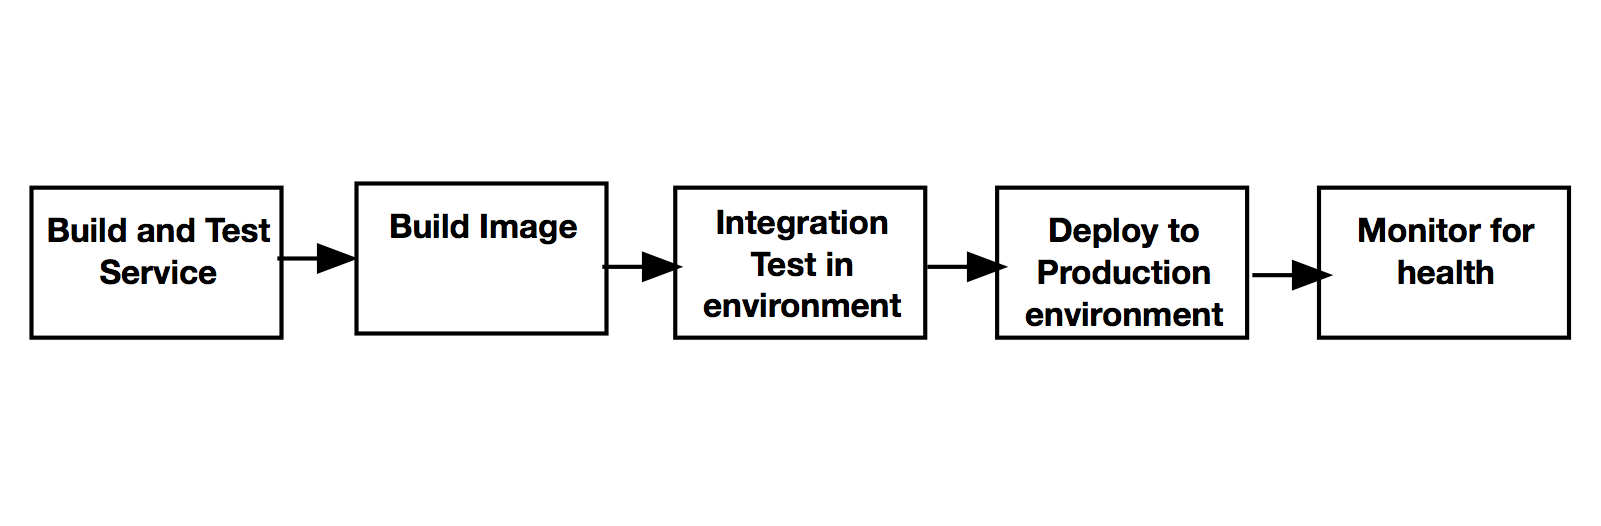 Build and Test
Service
Build Image
Integration
Test in
environment
Deploy to
Production
environment
Monitor for
health